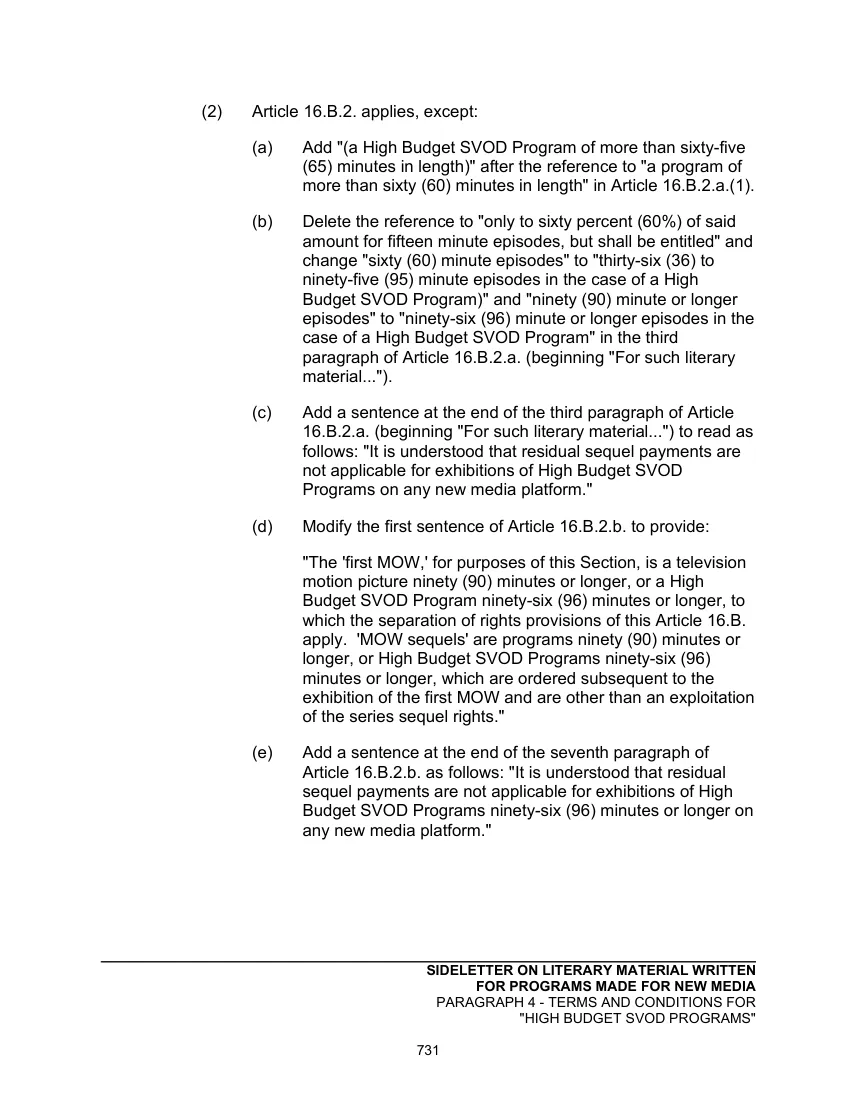 (2) Article 16.B.2. applies, except:
(a) Add "(a High Budget SVOD Program of more than sixty-five
(65) minutes in length)" after the reference to "a program of
more than sixty (60) minutes in length" in Article 16.B.2.a.(1).
(b) Delete the reference to "only to sixty percent (60%) of said
amount for fifteen minute episodes, but shall be entitled" and
change "sixty (60) minute episodes" to "thirty-six (36) to
ninety-five (95) minute episodes in the case of a High
Budget SVOD Program)" and "ninety (90) minute or longer
episodes" to "ninety-six (96) minute or longer episodes in the
case of a High Budget SVOD Program" in the third
paragraph of Article 16.B.2.a. (beginning "For such literary
material...").
(c) Add a sentence at the end of the third paragraph of Article
16.B.2.a. (beginning "For such literary material...") to read as
follows: "It is understood that residual sequel payments are
not applicable for exhibitions of High Budget SVOD
Programs on any new media platform."
(d) Modify the first sentence of Article 16.B.2.b. to provide:
"The 'first MOW,' for purposes of this Section, is a television
motion picture ninety (90) minutes or longer, or a High
Budget SVOD Program ninety-six (96) minutes or longer, to
which the separation of rights provisions of this Article 16.B.
apply.  'MOW sequels' are programs ninety (90) minutes or
longer, or High Budget SVOD Programs ninety-six (96)
minutes or longer, which are ordered subsequent to the
exhibition of the first MOW and are other than an exploitation
of the series sequel rights."
(e) Add a sentence at the end of the seventh paragraph of
Article 16.B.2.b. as follows: "It is understood that residual
sequel payments are not applicable for exhibitions of High
Budget SVOD Programs ninety-six (96) minutes or longer on
any new media platform."
SIDELETTER ON LITERARY MATERIAL WRITTEN
FOR PROGRAMS MADE FOR NEW MEDIA
PARAGRAPH 4 - TERMS AND CONDITIONS FOR
"HIGH BUDGET SVOD PROGRAMS"
731